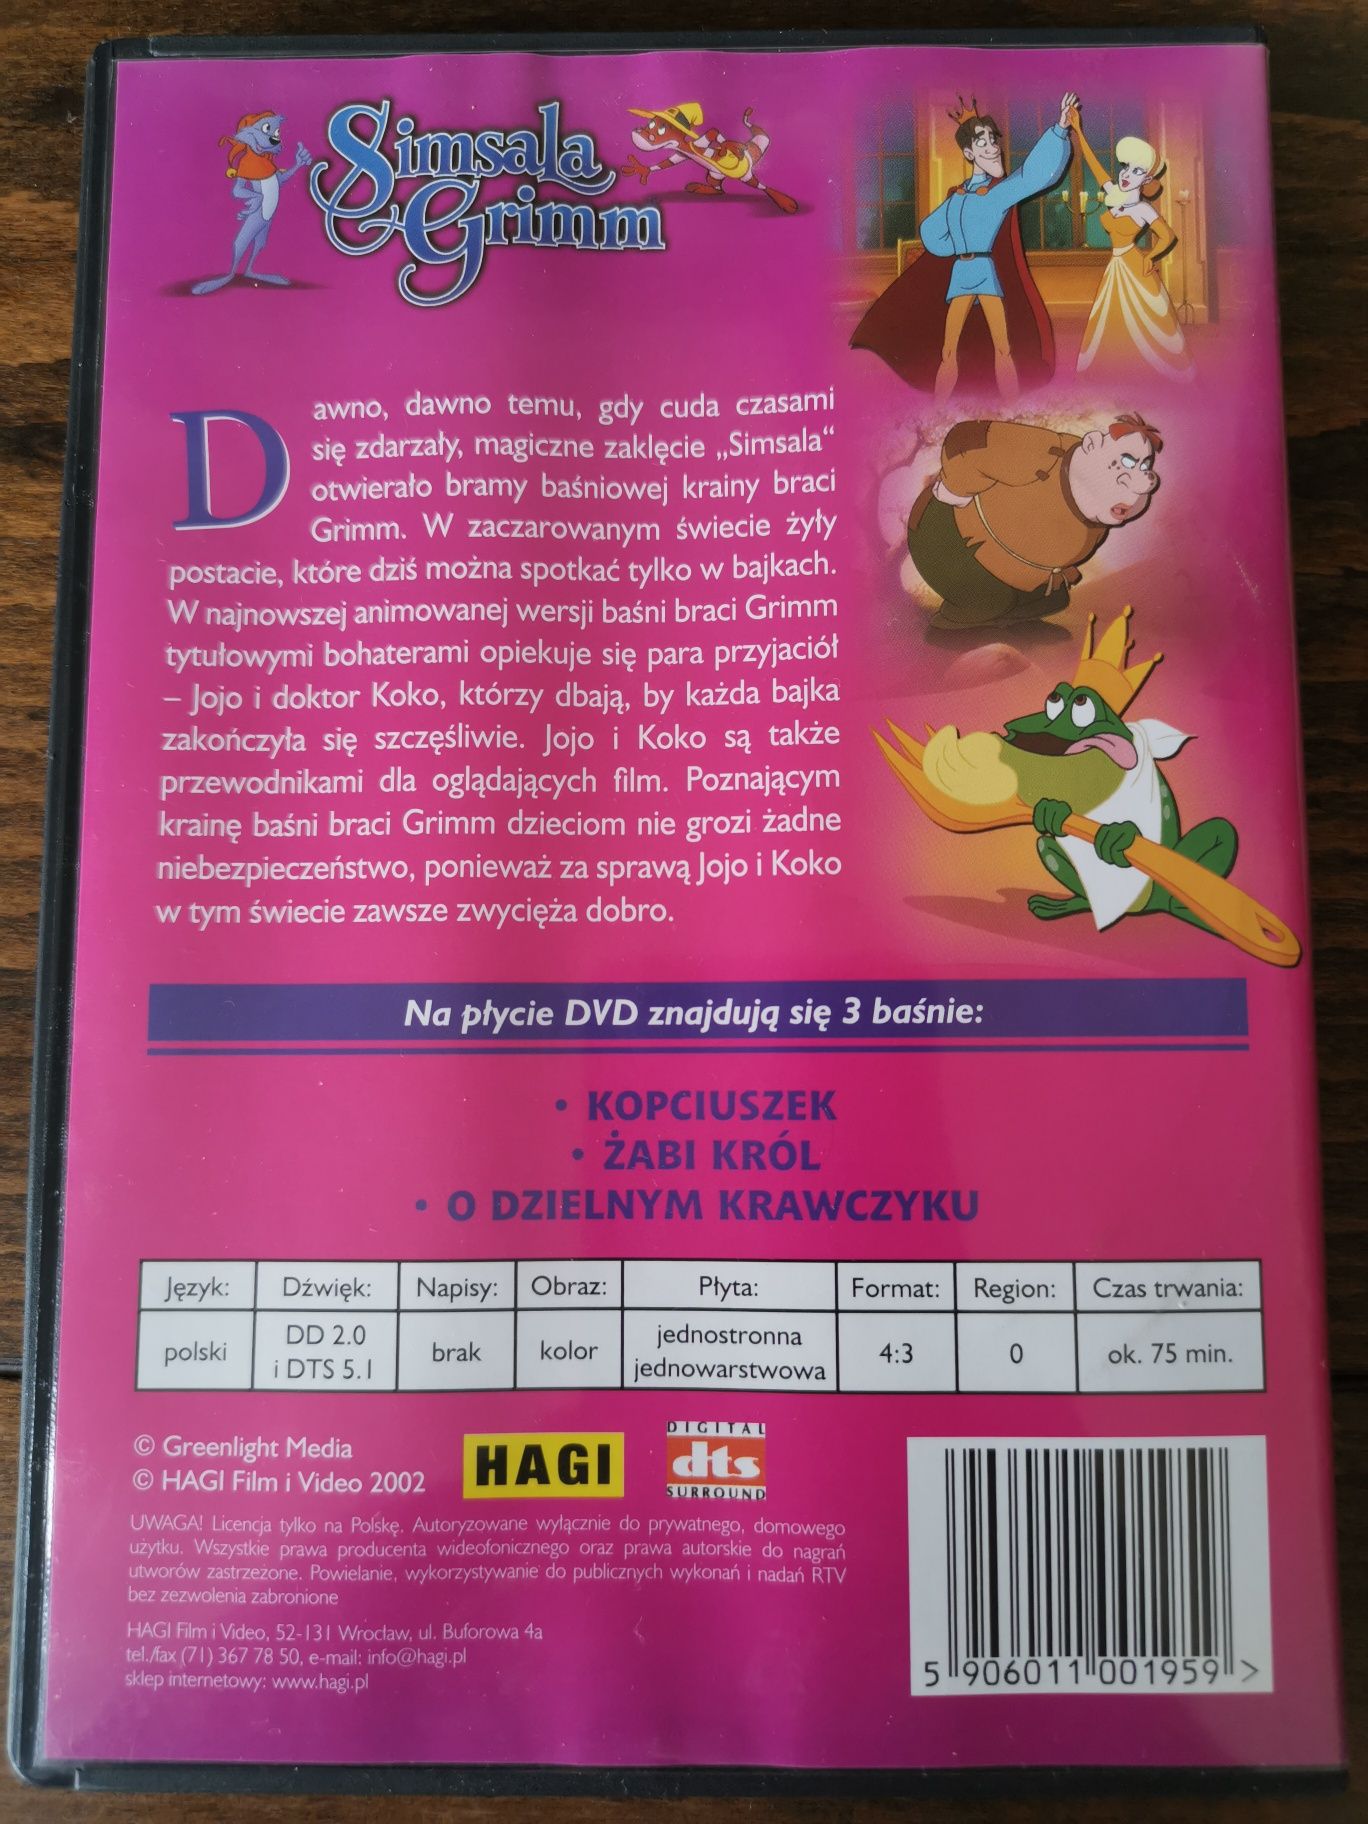 Simsala
Grimm
Dawno, dawno temu, gdy cuda czasami
się zdarzały, magiczne zaklęcie „Simsala“
otwierało bramy baśniowej krainy braci
Grimm. W zaczarowanym świecie żyły
postacie, które dziś można spotkać tylko w bajkach.
W najnowszej animowanej wersji baśni braci Grimm
tytułowymi bohaterami opiekuje się para przyjaciół
– Jojo i doktor Koko, którzy dbają, by każda bajka
zakończyła się szczęśliwie. Jojo i Koko są także
przewodnikami dla oglądających film. Poznającym
krainę baśni braci Grimm dzieciom nie grozi żadne
niebezpieczeństwo, ponieważ za sprawą Jojo i Koko
w tym świecie zawsze zwycięża dobro.
Na płycie DVD znajdują się 3 baśnie:
• KOPCIUSZEK
• ŻABI KRÓL
• O DZIELNYM KRAWCZYKU
Język: Dźwięk: Napisy: Obraz: Płyta: Format: Region: Czas trwania:
polski DD 2.0 i DTS 5.1 brak kolor jednostronna jednowarstwowa 4:3 0 ok. 75 min.
© Greenlight Media
© HAGI Film i Video 2002
HAGI
DIGITAL
dts
SURROUND
UWAGA! Licencja tylko na Polskę. Autoryzowane wyłącznie do prywatnego, domowego
użytku. Wszystkie prawa producenta wideofonicznego oraz prawa autorskie do nagrań
utworów zastrzeżone. Powielanie, wykorzystywanie do publicznych wykonań i nadań RTV
bez zezwolenia zabronione
HAGI Film i Video, 52-131 Wrocław, ul. Buforowa 4a
tel./fax (71) 367 78 50, e-mail: info@hagi.pl
sklep internetowy: www.hagi.pl
5 906011 001959 >